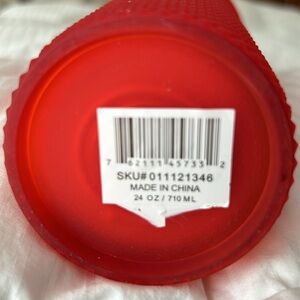 7 62111 45733 2
SKU# 011121346
MADE IN CHINA
24 OZ / 710 ML